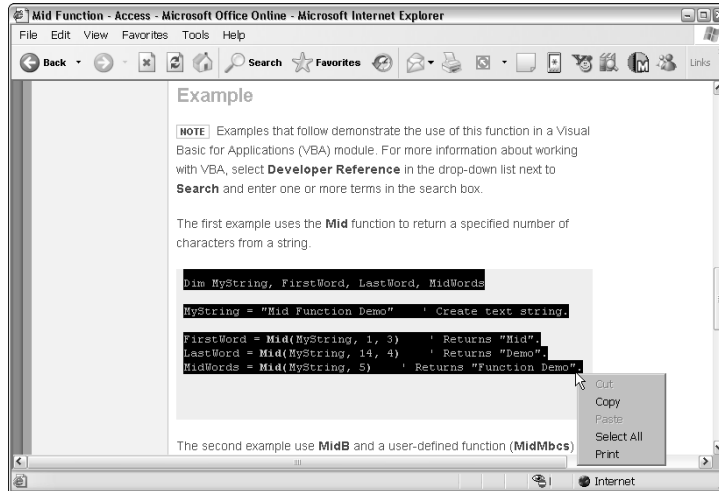 Mid Function - Access - Microsoft Office Online - Microsoft Internet Explorer
File Edit View Favorites Tools Help
Back Search Favorites Links
Example
NOTE Examples that follow demonstrate the use of this function in a Visual
Basic for Applications (VBA) module. For more information about working
with VBA, select Developer Reference in the drop-down list next to
Search and enter one or more terms in the search box.
The first example uses the Mid function to return a specified number of
characters from a string.
Dim MyString, FirstWord, LastWord, MidWords
MyString = "Mid Function Demo" ' Create text string.
FirstWord = Mid(MyString, 1, 3) ' Returns "Mid".
LastWord = Mid(MyString, 14, 4) ' Returns "Demo".
MidWords = Mid(MyString, 5) ' Returns "Function Demo".
Cut
Copy
Paste
Select All
Print
The second example use MidB and a user-defined function (MidMbcs)
Internet